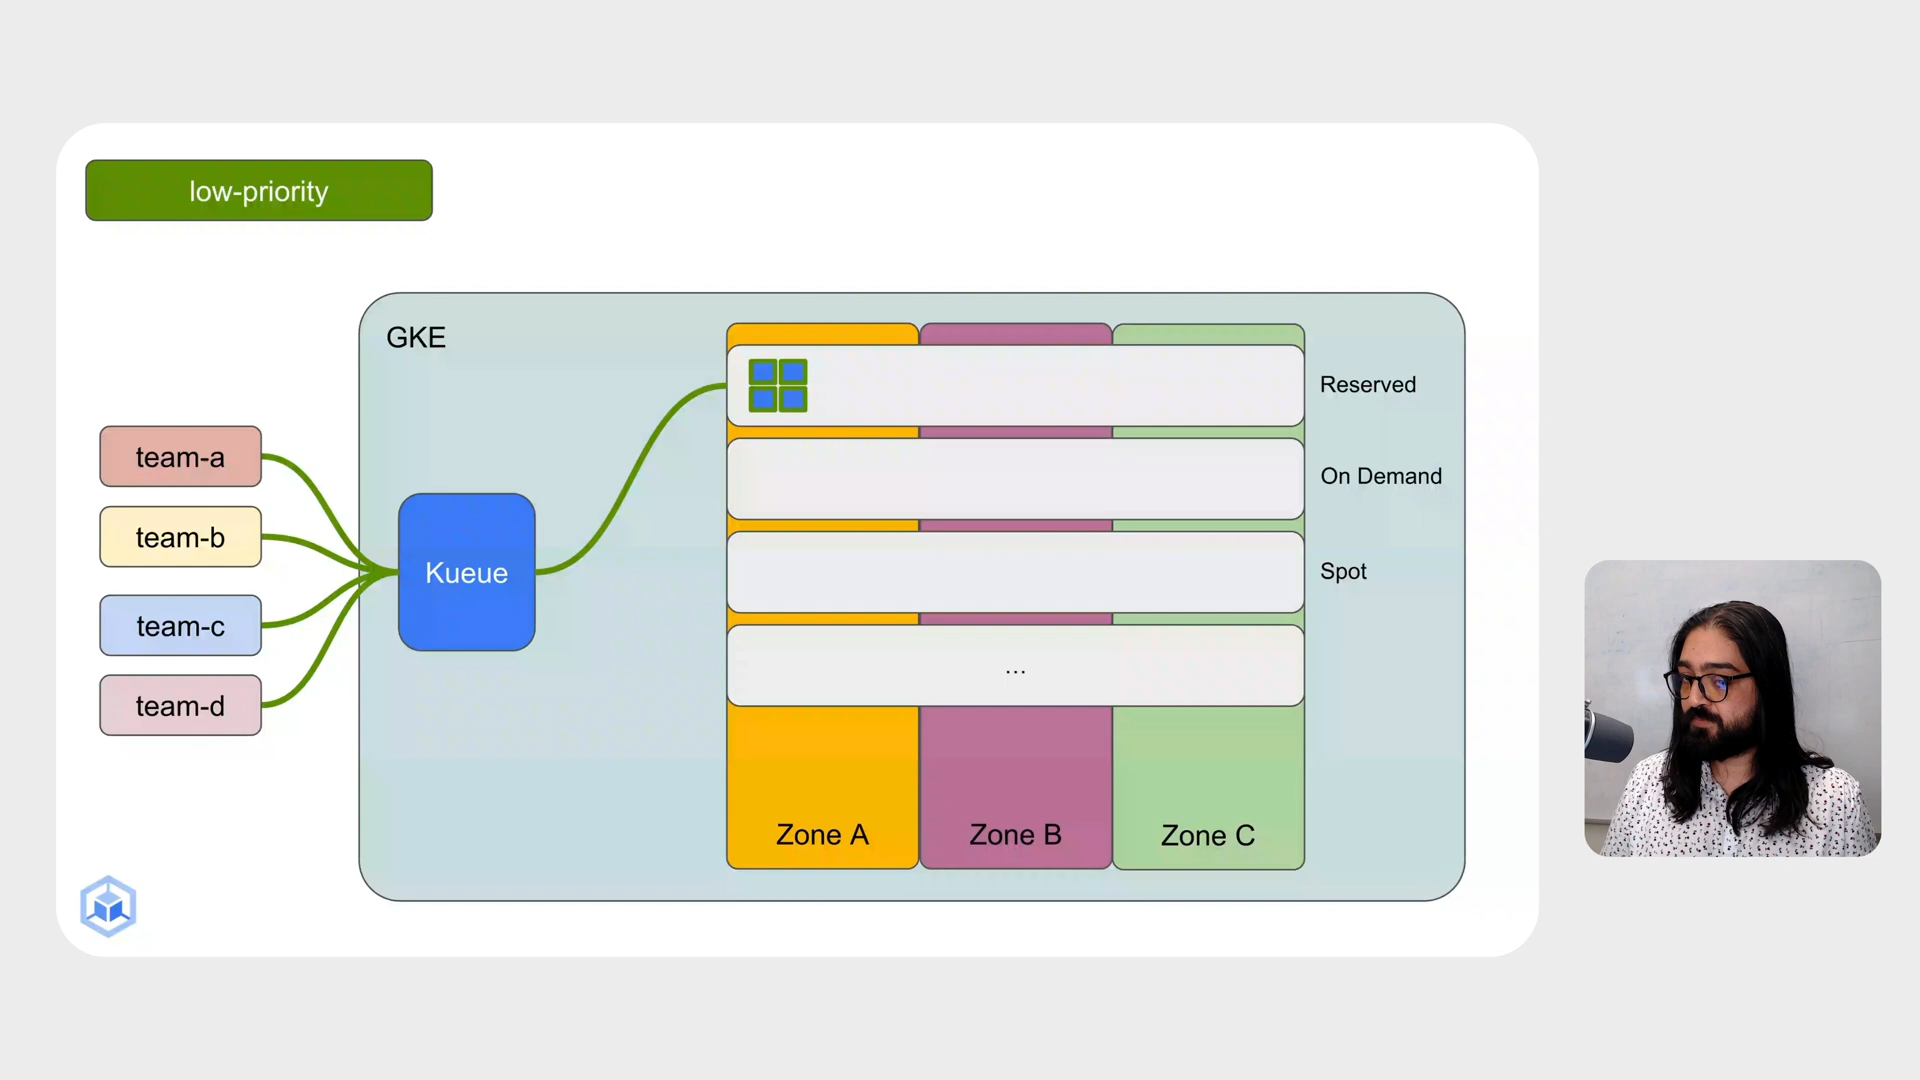 low-priority
GKE
Reserved
On Demand
Spot
...
team-a
team-b
team-c
team-d
Kueue
Zone A
Zone B
Zone C